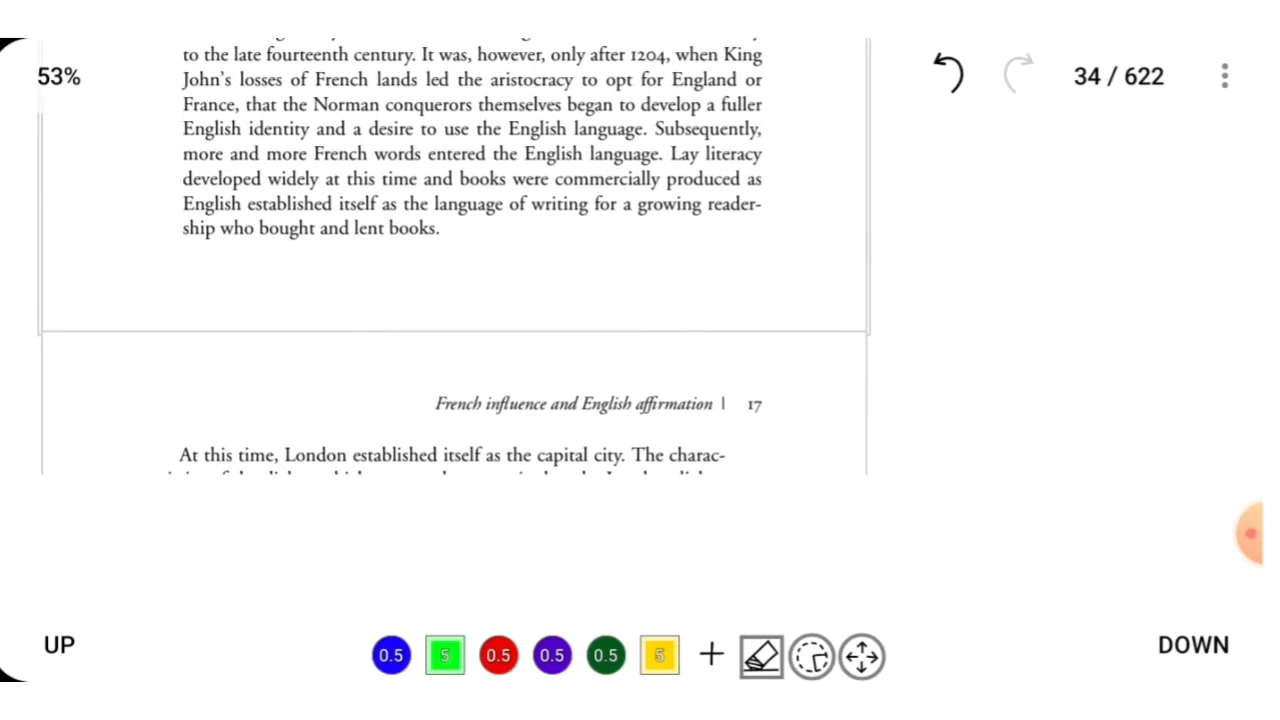 to the late fourteenth century. It was, however, only after 1204, when King
53%
34 / 622
John's losses of French lands led the aristocracy to opt for England or
France, that the Norman conquerors themselves began to develop a fuller
English identity and a desire to use the English language. Subsequently,
more and more French words entered the English language. Lay literacy
developed widely at this time and books were commercially produced as
English established itself as the language of writing for a growing reader-
ship who bought and lent books.
French influence and English affirmation | 17
At this time, London established itself as the capital city. The charac-
UP
0.5
5
0.5
0.5
0.5
5
DOWN